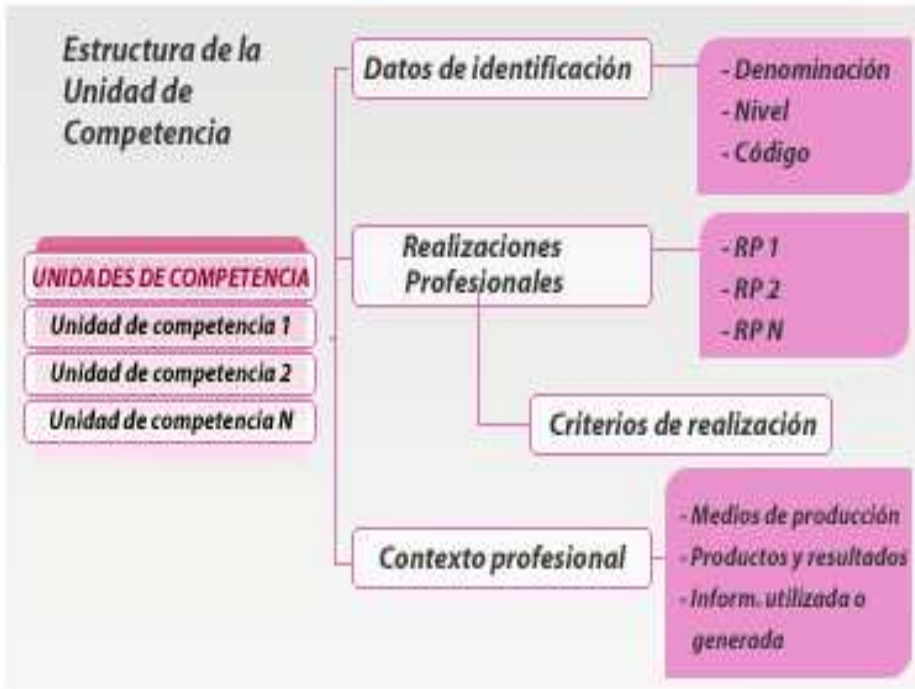 Estructura de la
Unidad de
Competencia
UNIDADES DE COMPETENCIA
Unidad de competencia 1
Unidad de competencia 2
Unidad de competencia N
Datos de identificación
- Denominación
- Nivel
- Código
Realizaciones
Profesionales
- RP 1
- RP 2
- RP N
Criterios de realización
Contexto profesional
- Medios de producción
- Productos y resultados
- Inform. utilizada o
generada